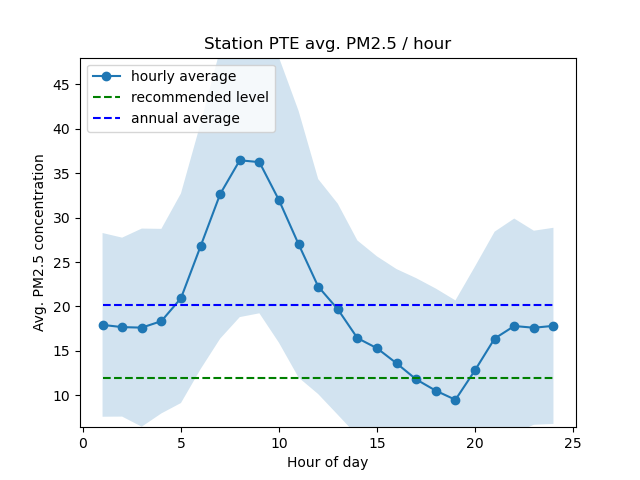 Station PTE avg. PM2.5 / hour
hourly average
recommended level
annual average
Avg. PM2.5 concentration
45
40
35
30
25
20
15
10
0 5 10 15 20 25
Hour of day